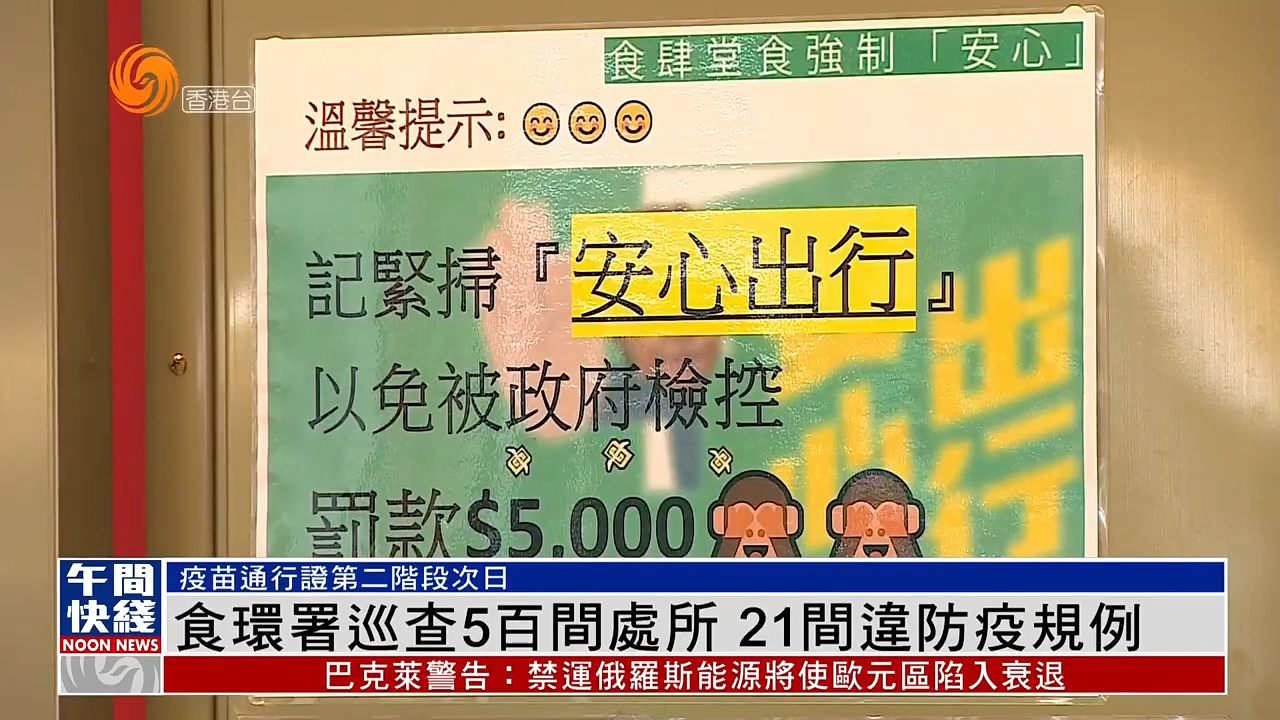 香港台
食肆堂食強制「安心」
溫馨提示:
記緊掃『安心出行』
以免被政府檢控
罰款$5,000
出
心行
午間快綫
NOON NEWS
疫苗通行證第二階段次日
食環署巡查5百間處所 21間違防疫規例
巴克萊警告：禁運俄羅斯能源將使歐元區陷入衰退